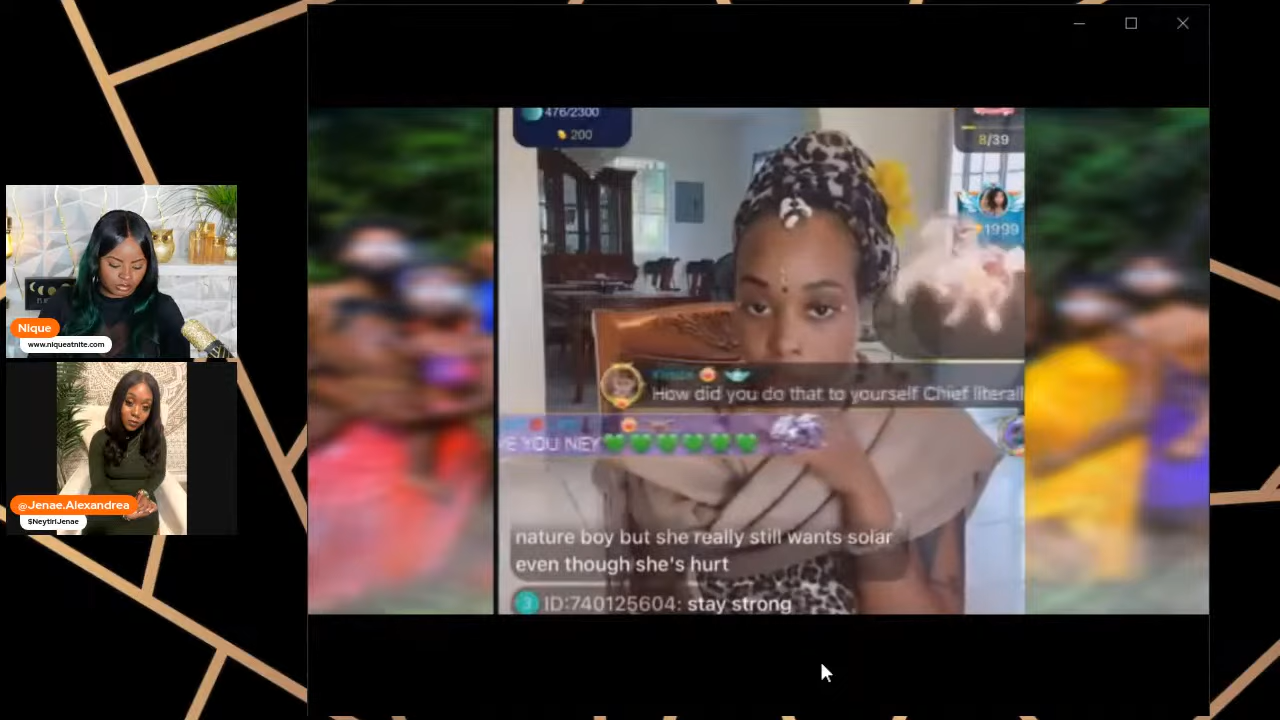 476/2300
200
8/39
1999
How did you do that to yourself Chief literall
E YOU NEY
nature boy but she really still wants solar
even though she's hurt
3 ID:740125604: stay strong
Nique
www.niqueatnite.com
@Jenae.Alexandrea
$NeytiriJenae